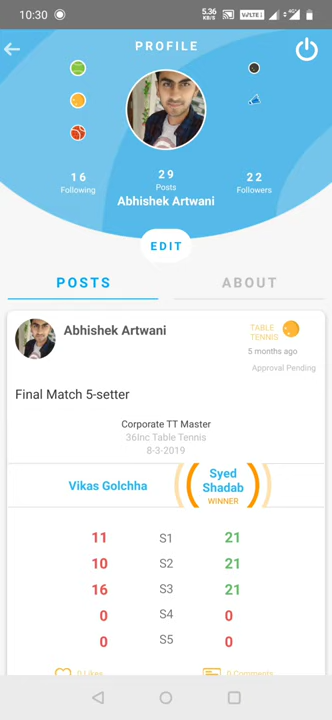 10:30
5.36
KB/S
VoLTE
4G
PROFILE
16
Following
29
Posts
22
Followers
Abhishek Artwani
EDIT
POSTS
ABOUT
Abhishek Artwani
TABLE
TENNIS
5 months ago
Approval Pending
Final Match 5-setter
Corporate TT Master
36Inc Table Tennis
8-3-2019
Vikas Golchha
Syed
Shadab
WINNER
11 S1 21
10 S2 21
16 S3 21
0 S4 0
0 S5 0
0 Likes
0 Comments